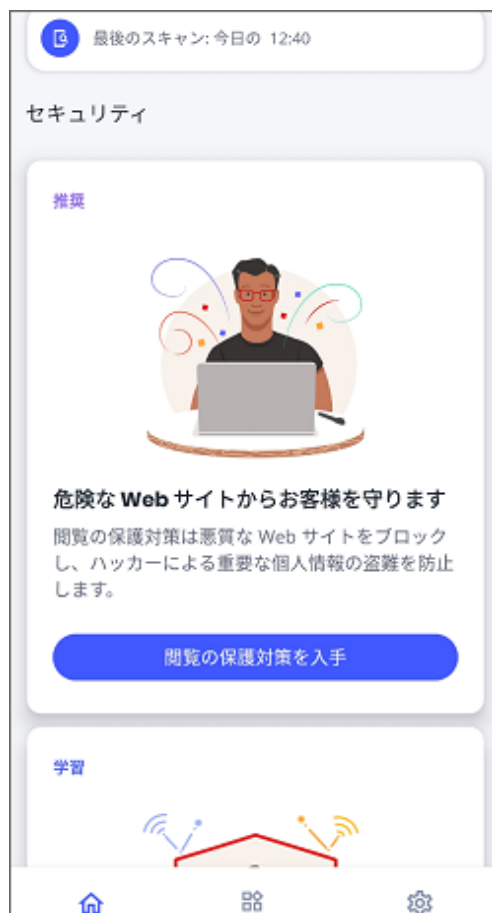 最後のスキャン: 今日の 12:40
セキュリティ
推奨
危険な Web サイトからお客様を守ります
閲覧の保護対策は悪質な Web サイトをブロック
し、ハッカーによる重要な個人情報の盗難を防止
します。
閲覧の保護対策を入手
学習